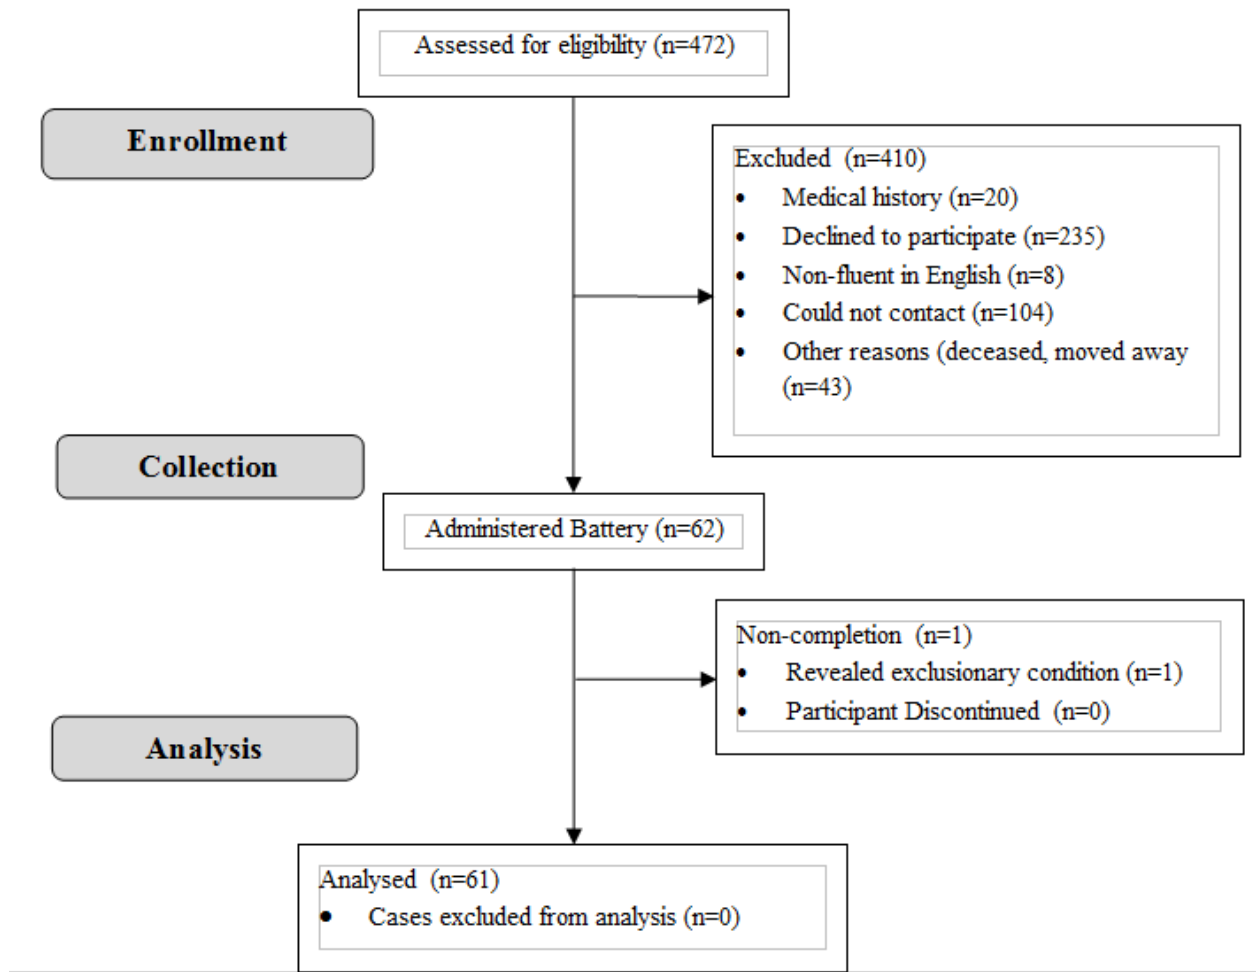 Assessed for eligibility (n=472)
Enrollment
Excluded (n=410)
• Medical history (n=20)
• Declined to participate (n=235)
• Non-fluent in English (n=8)
• Could not contact (n=104)
• Other reasons (deceased, moved away
(n=43)
Collection
Administered Battery (n=62)
Non-completion (n=1)
• Revealed exclusionary condition (n=1)
• Participant Discontinued (n=0)
Analysis
Analysed (n=61)
• Cases excluded from analysis (n=0)